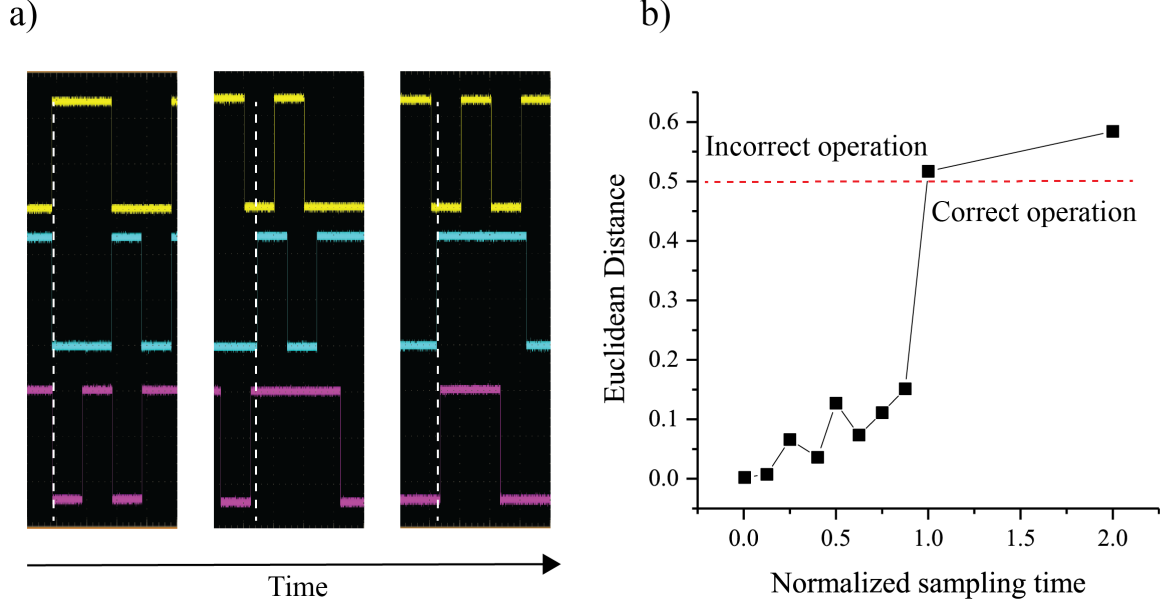 a)
Time
b)
Euclidean Distance
0.6
0.5
0.4
0.3
0.2
0.1
0.0
Incorrect operation
Correct operation
0.0 0.5 1.0 1.5 2.0
Normalized sampling time